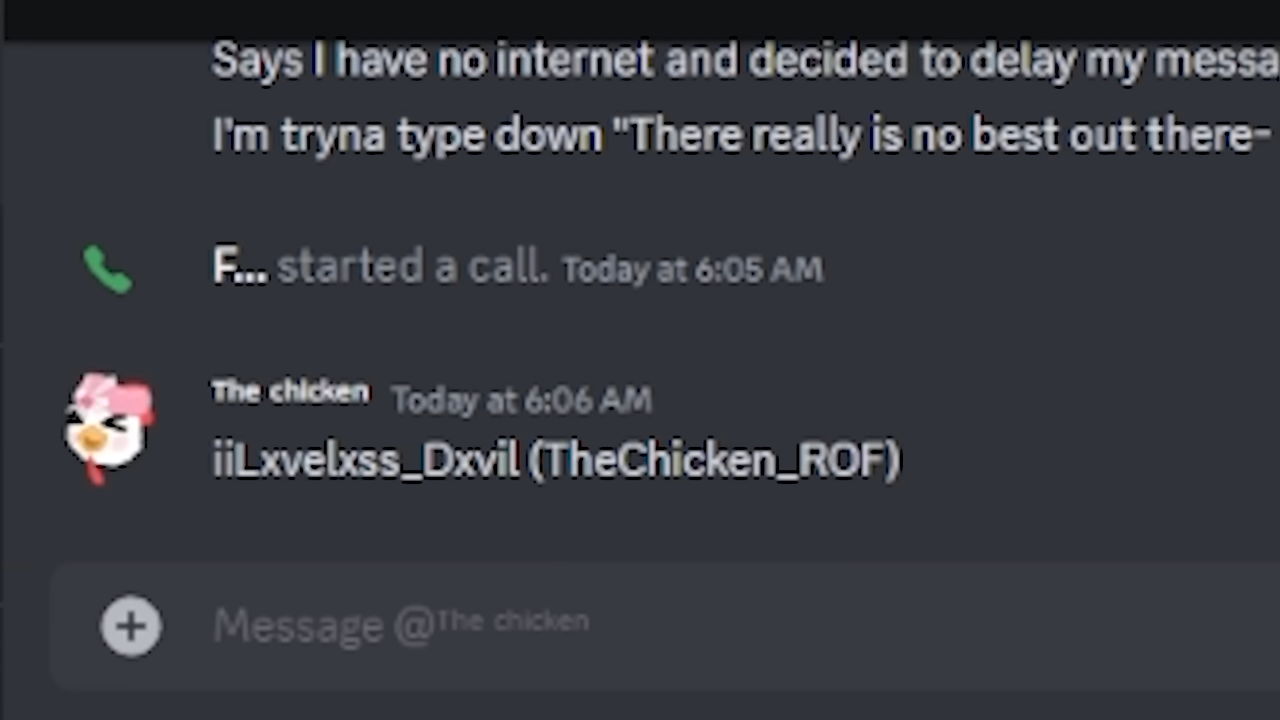 Says I have no internet and decided to delay my messa
I'm tryna type down "There really is no best out there-
F... started a call. Today at 6:05 AM
The chicken Today at 6:06 AM
iiLxvelxss_Dxvil (TheChicken_ROF)
Message @The chicken